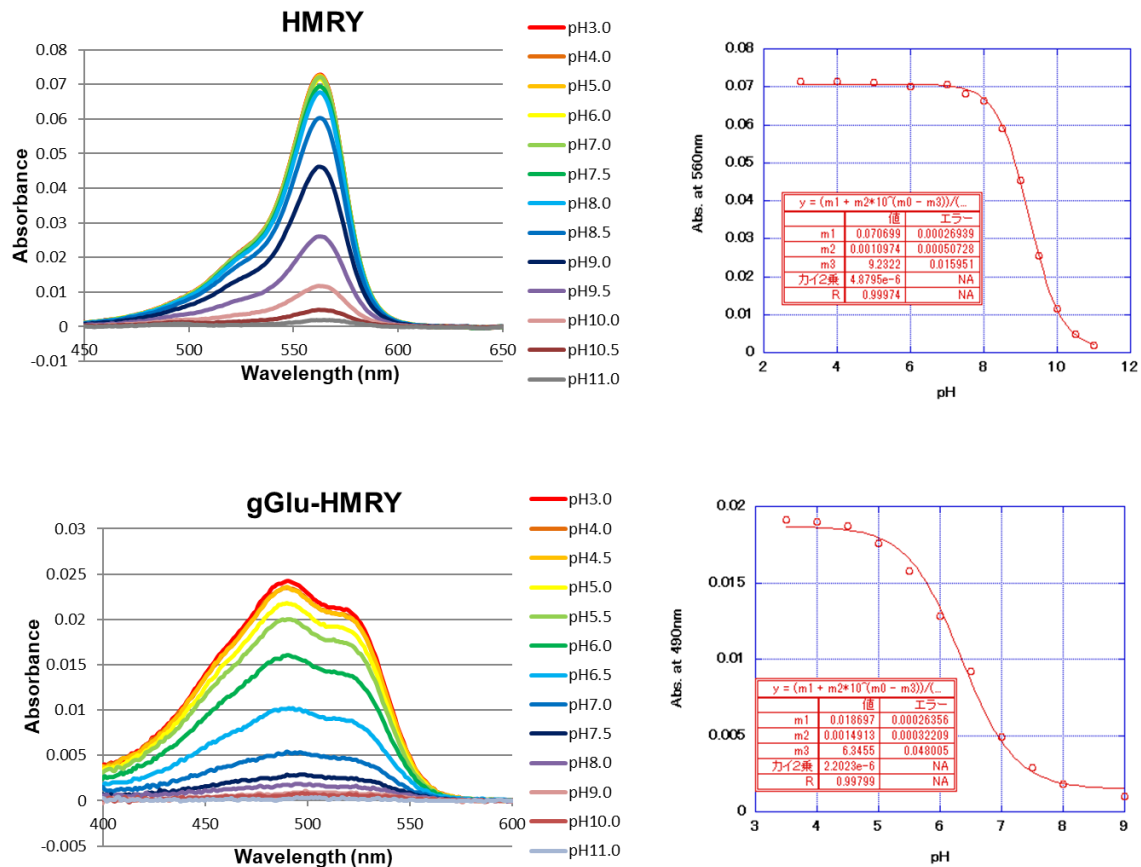 HMRY
0.08
0.07
0.06
0.05
0.04
0.03
0.02
0.01
0
-0.01
Absorbance
450
500
550
600
650
Wavelength (nm)
pH3.0
pH4.0
pH5.0
pH6.0
pH7.0
pH7.5
pH8.0
pH8.5
pH9.0
pH9.5
pH10.0
pH10.5
pH11.0
0.08
0.07
0.06
0.05
0.04
0.03
0.02
0.01
0
Abs. at 560nm
y = (m1 + m2*10^(m0 - m3))/(...
値 エラー
m1 0.070699 0.00026939
m2 0.0010974 0.00050728
m3 9.2322 0.015951
カイ2乗 4.8795e-6 NA
R 0.99974 NA
2 4 6 8 10 12
pH
gGlu-HMRY
0.03
0.025
0.02
0.015
0.01
0.005
0
-0.005
Absorbance
400
450
500
550
600
Wavelength (nm)
pH3.0
pH4.0
pH4.5
pH5.0
pH5.5
pH6.0
pH6.5
pH7.0
pH7.5
pH8.0
pH9.0
pH10.0
pH11.0
0.02
0.015
0.01
0.005
0
Abs. at 490nm
y = (m1 + m2*10^(m0 - m3))/(...
値 エラー
m1 0.018697 0.00026356
m2 0.0014913 0.00032209
m3 6.3455 0.048005
カイ2乗 2.2023e-6 NA
R 0.99799 NA
3 4 5 6 7 8 9
pH